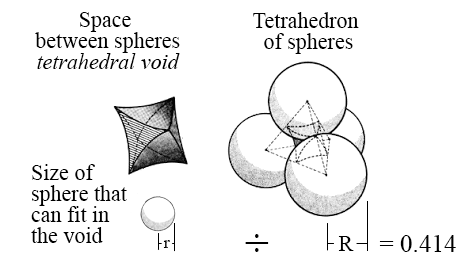 Space
between spheres
tetrahedral void
Tetrahedron
of spheres
Size of
sphere that
can fit in
the void
r ÷ R = 0.414